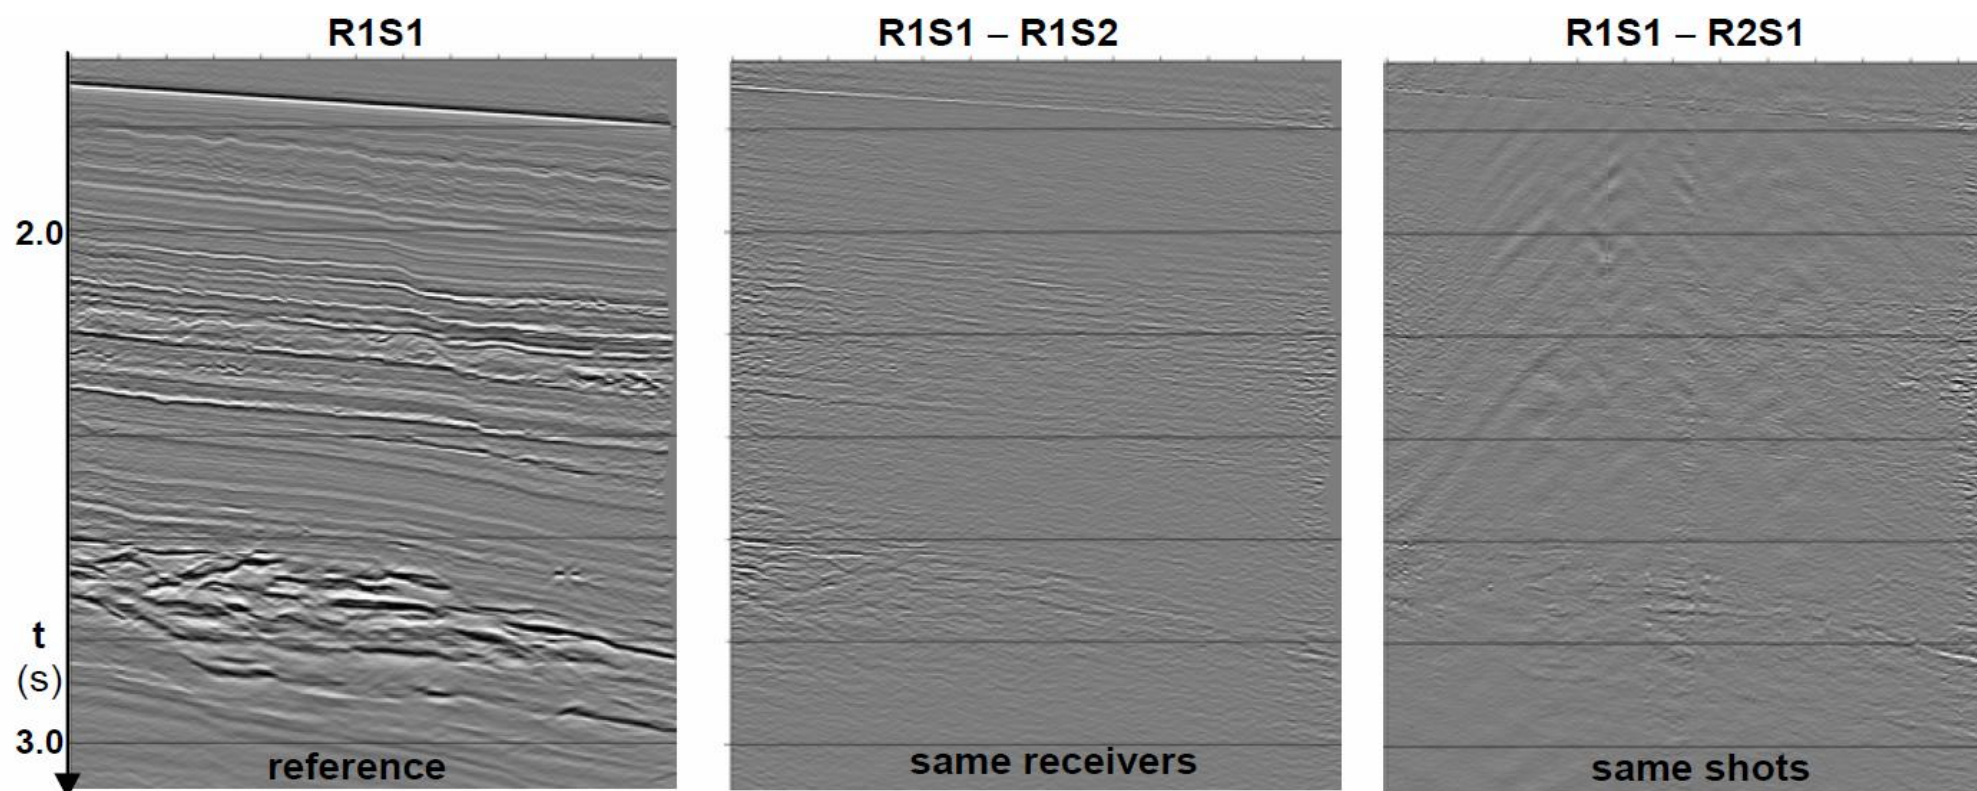 R1S1
R1S1 – R1S2
R1S1 – R2S1
2.0
t
(s)
3.0
reference
same receivers
same shots